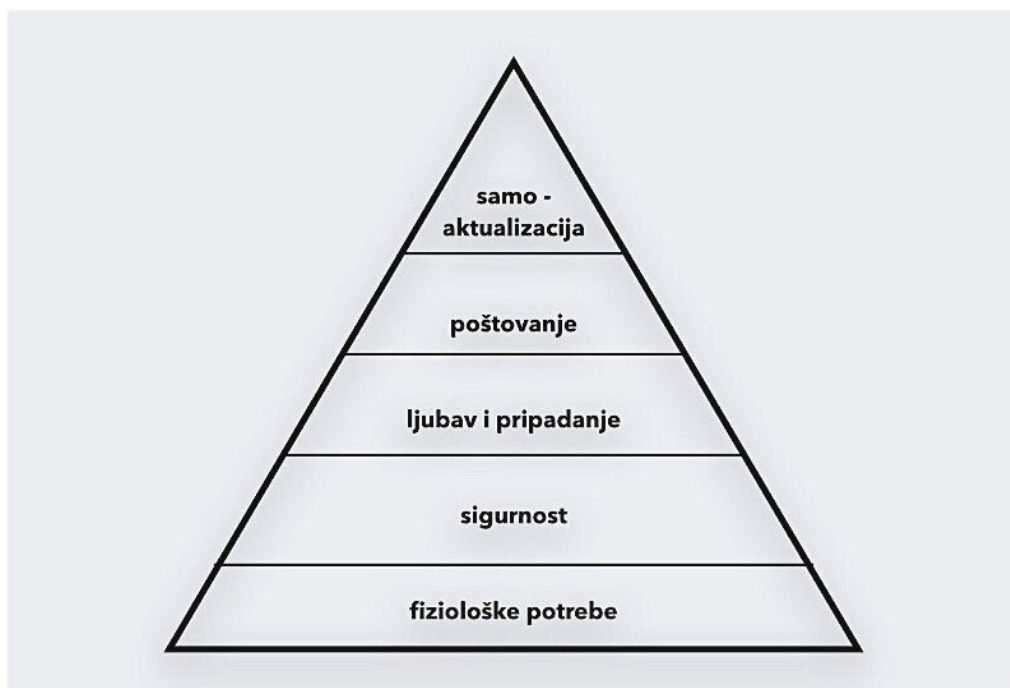 samo -
aktualizacija
poštovanje
ljubav i pripadanje
sigurnost
fiziološke potrebe